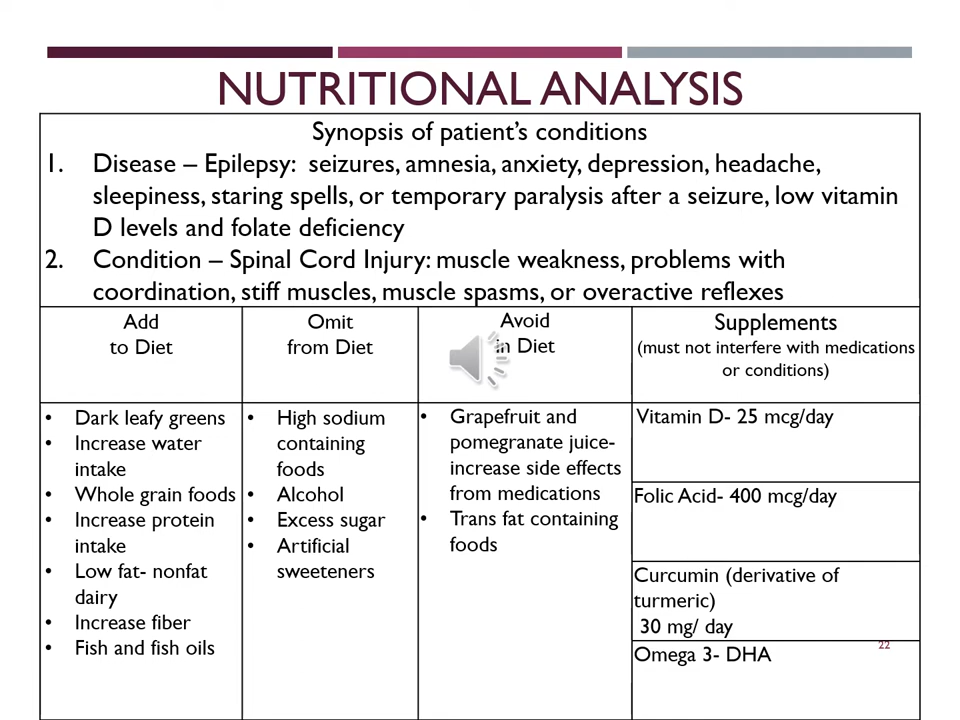 NUTRITIONAL ANALYSIS
Synopsis of patient's conditions
1. Disease – Epilepsy: seizures, amnesia, anxiety, depression, headache,
sleepiness, staring spells, or temporary paralysis after a seizure, low vitamin
D levels and folate deficiency
2. Condition – Spinal Cord Injury: muscle weakness, problems with
coordination, stiff muscles, muscle spasms, or overactive reflexes
Add
to Diet
Omit
from Diet
Avoid
in Diet
Supplements
(must not interfere with medications
or conditions)
• Dark leafy greens
• Increase water
intake
• Whole grain foods
• Increase protein
intake
• Low fat- nonfat
dairy
• Increase fiber
• Fish and fish oils
• High sodium
containing
foods
• Alcohol
• Excess sugar
• Artificial
sweeteners
• Grapefruit and
pomegranate juice-
increase side effects
from medications
• Trans fat containing
foods
Vitamin D- 25 mcg/day
Folic Acid- 400 mcg/day
Curcumin (derivative of
turmeric)
30 mg/ day
Omega 3- DHA
22